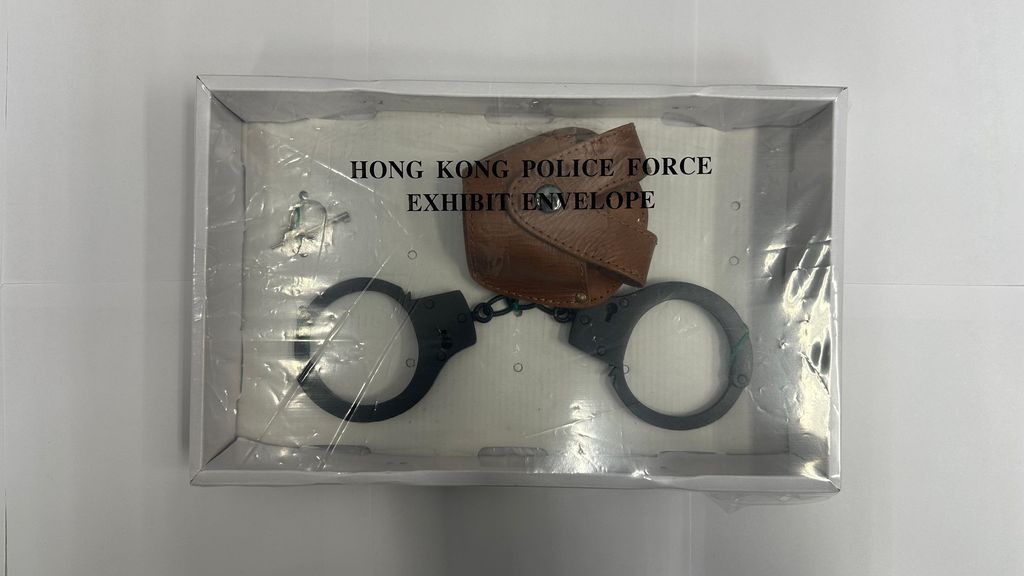 HONG KONG POLICE FORCE
EXHIBIT ENVELOPE